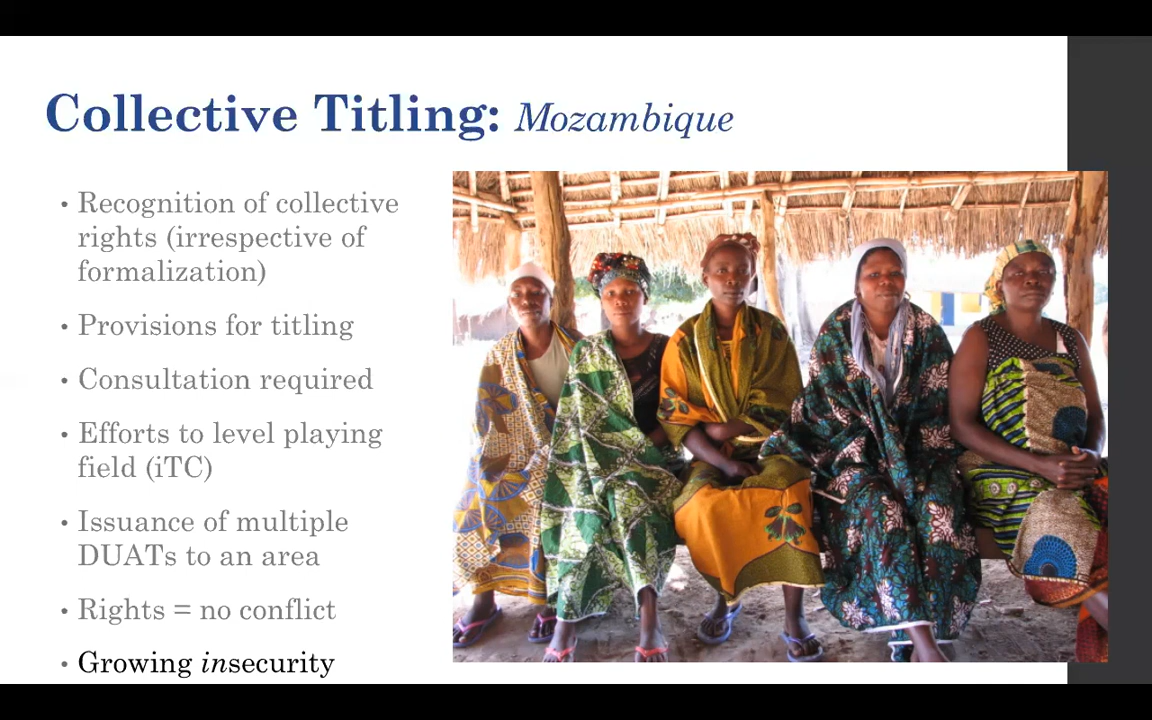 Collective Titling: Mozambique
• Recognition of collective
rights (irrespective of
formalization)
• Provisions for titling
• Consultation required
• Efforts to level playing
field (iTC)
• Issuance of multiple
DUATs to an area
• Rights = no conflict
• Growing insecurity